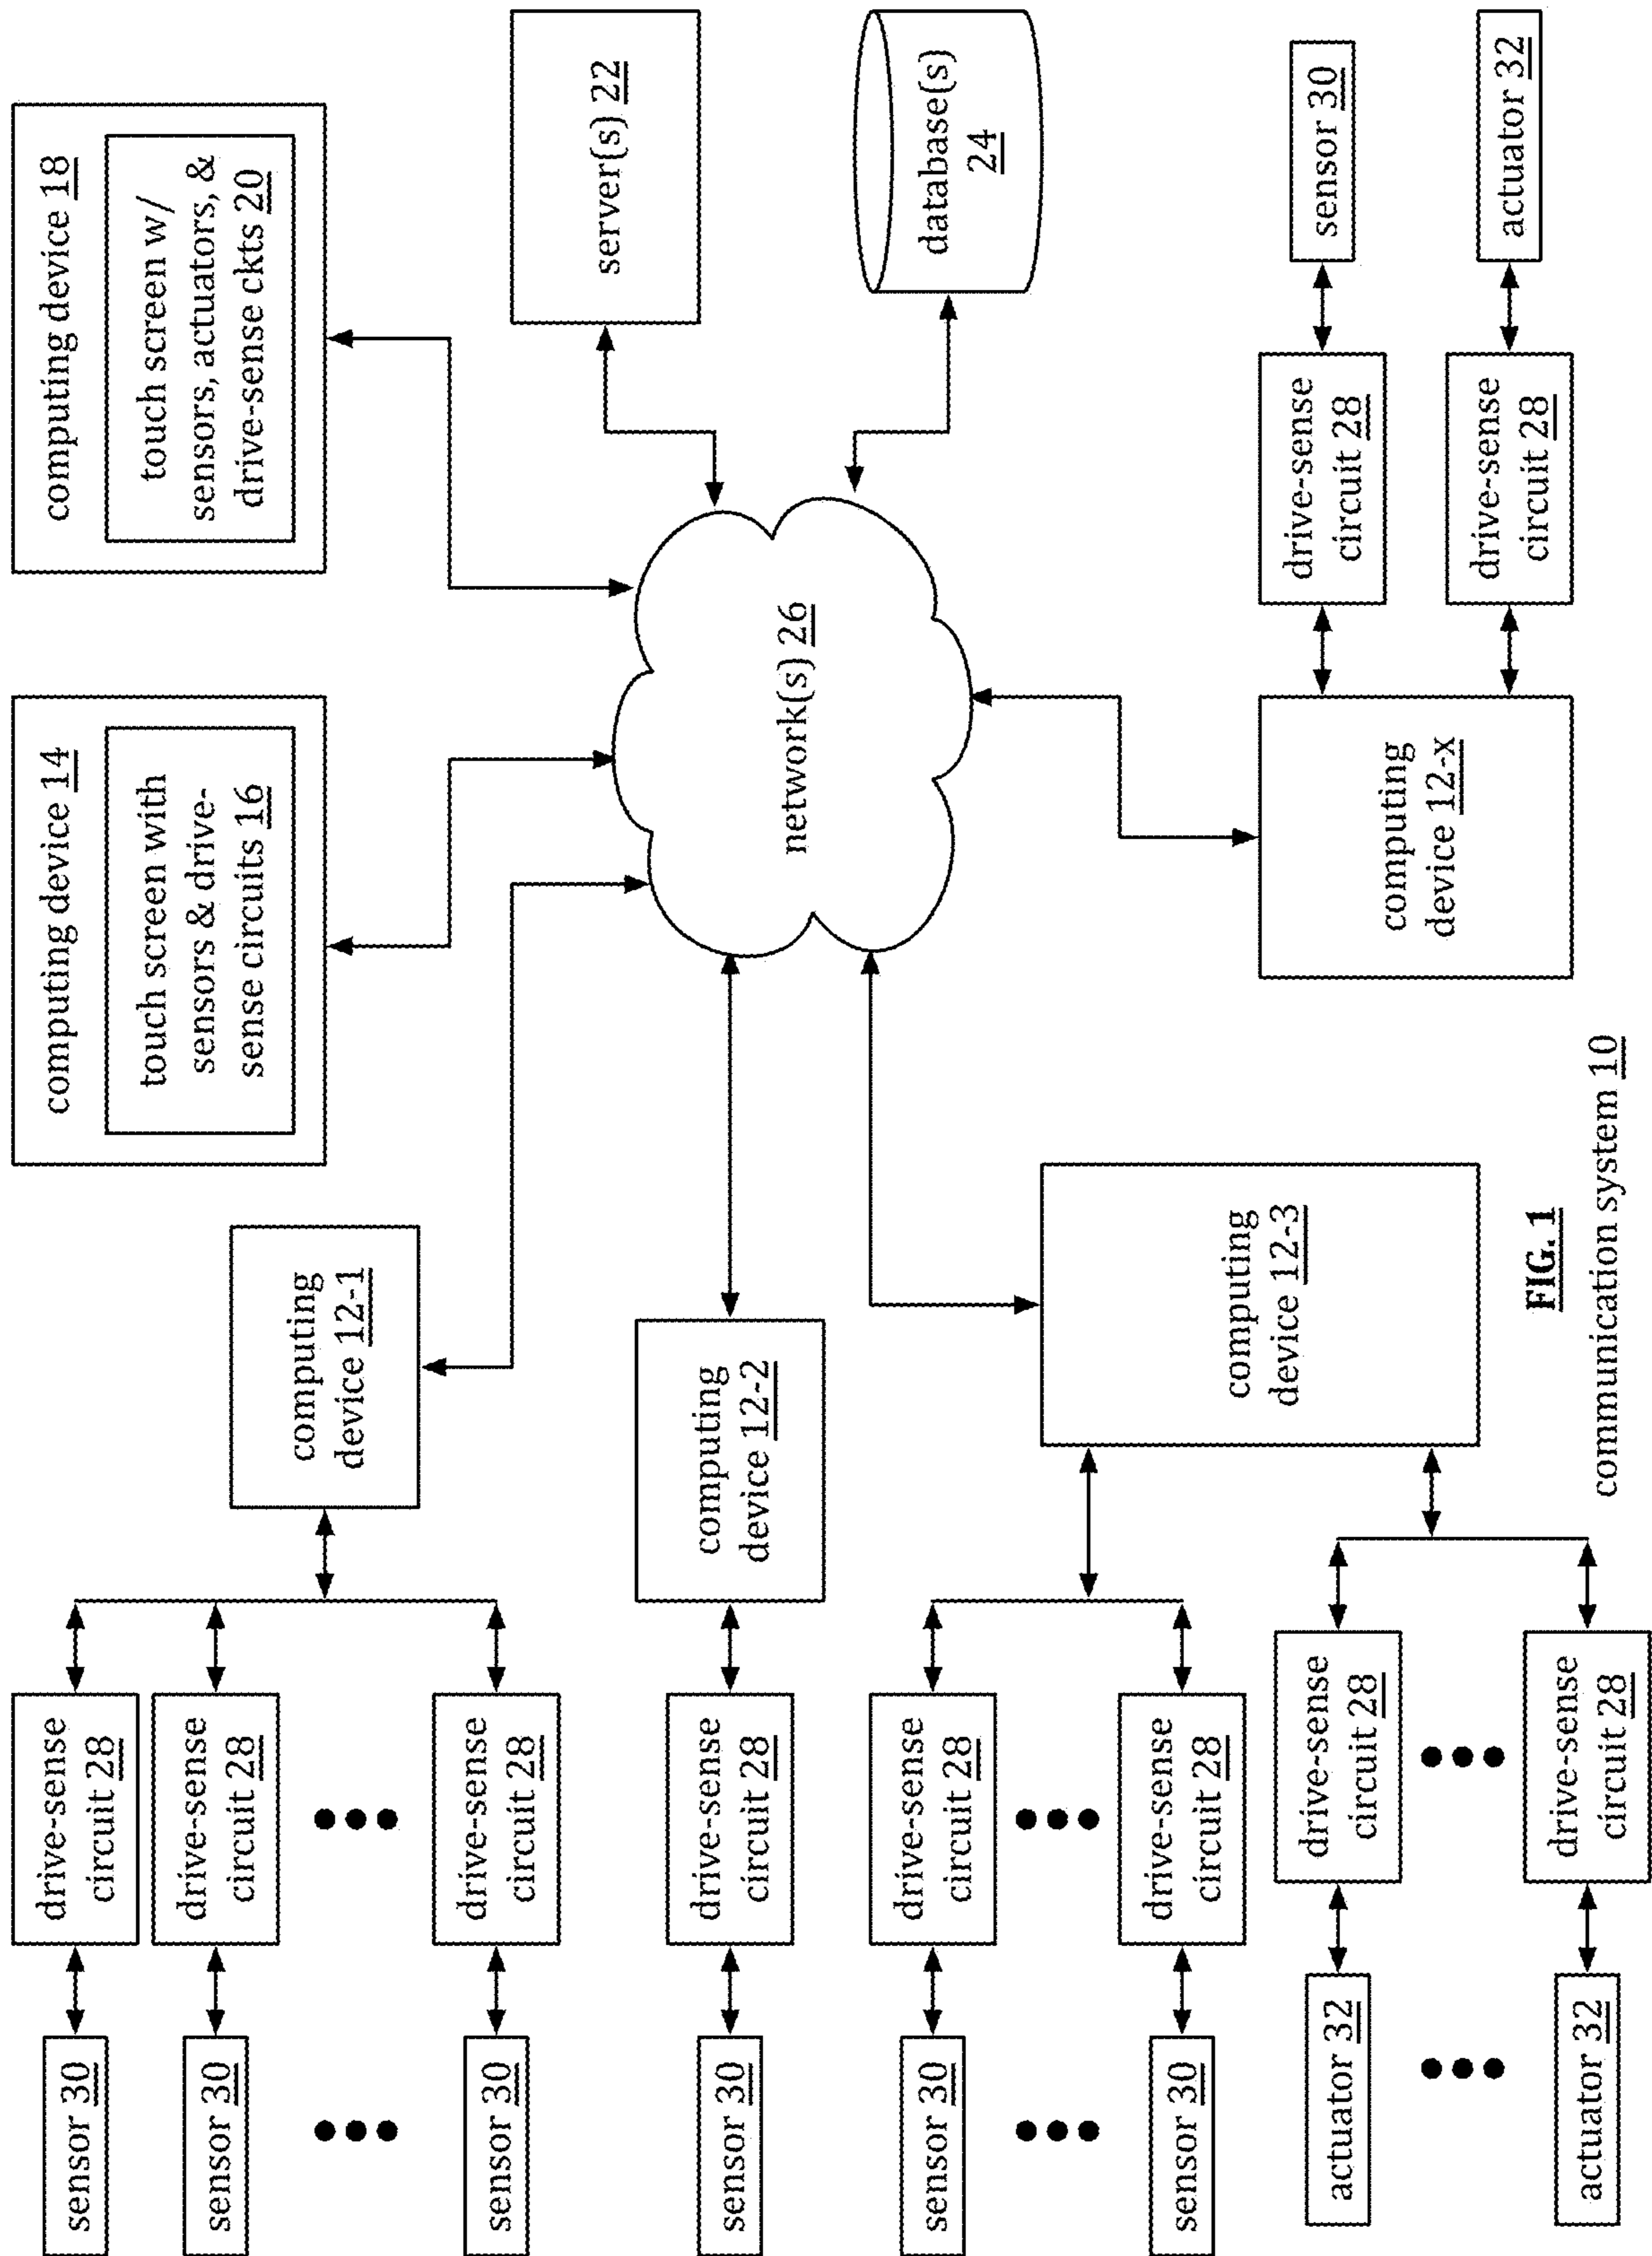 sensor 30
drive-sense
circuit 28
sensor 30
drive-sense
circuit 28
sensor 30
drive-sense
circuit 28
computing
device 12-1
computing device 14
touch screen with
sensors & drive-
sense circuits 16
computing device 18
touch screen w/
sensors, actuators, &
drive-sense ckts 20
sensor 30
drive-sense
circuit 28
computing
device 12-2
network(s) 26
server(s) 22
database(s)
24
sensor 30
drive-sense
circuit 28
sensor 30
drive-sense
circuit 28
computing
device 12-3
actuator 32
drive-sense
circuit 28
actuator 32
drive-sense
circuit 28
computing
device 12-x
drive-sense
circuit 28
sensor 30
drive-sense
circuit 28
actuator 32
FIG. 1
communication system 10